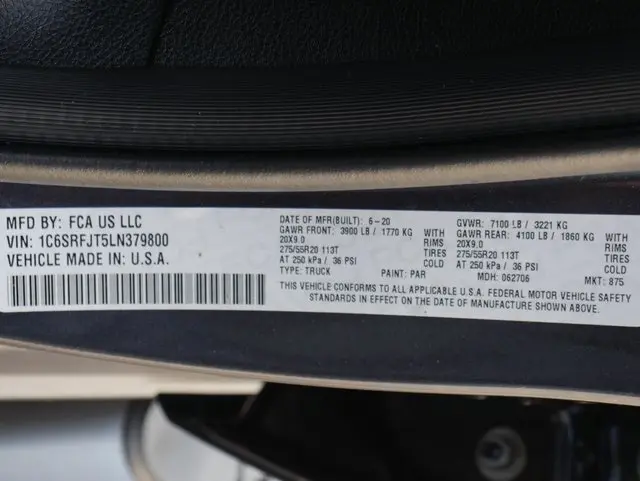 MFD BY: FCA US LLC
VIN: 1C6SRFJT5LN379800
VEHICLE MADE IN U.S.A.
DATE OF MFR(BUILT): 6-20
GAWR FRONT: 3900 LB / 1770 KG WITH
20X9.0 RIMS
275/55R20 113T TIRES
AT 250 kPa / 36 PSI COLD
TYPE: TRUCK PAINT: PAR
GVWR: 7100 LB / 3221 KG
GAWR REAR: 4100 LB / 1860 KG WITH
20X9.0 RIMS
275/55R20 113T TIRES
AT 250 kPa / 36 PSI COLD
MDH: 062706 MKT: 875
THIS VEHICLE CONFORMS TO ALL APPLICABLE U.S.A. FEDERAL MOTOR VEHICLE SAFETY
STANDARDS IN EFFECT ON THE DATE OF MANUFACTURE SHOWN ABOVE.